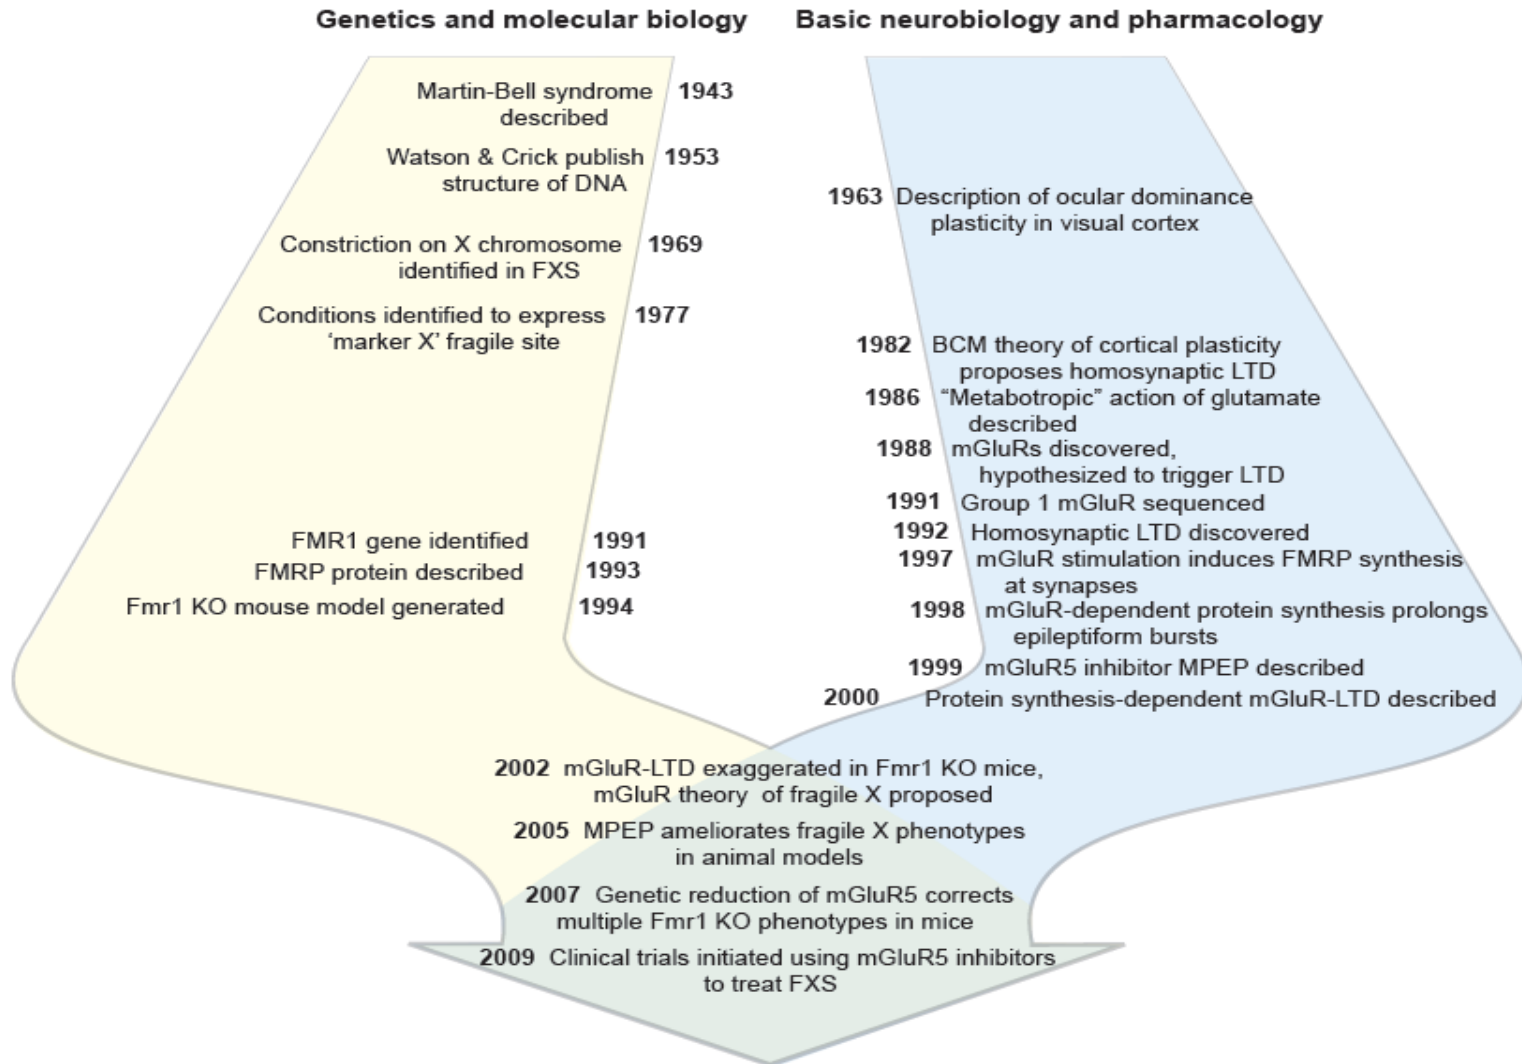 Genetics and molecular biology
Basic neurobiology and pharmacology
Martin-Bell syndrome 1943
described
Watson & Crick publish 1953
structure of DNA
Constriction on X chromosome 1969
identified in FXS
Conditions identified to express 1977
‘marker X’ fragile site
FMR1 gene identified 1991
FMRP protein described 1993
Fmr1 KO mouse model generated 1994
1963 Description of ocular dominance
plasticity in visual cortex
1982 BCM theory of cortical plasticity
proposes homosynaptic LTD
1986 “Metabotropic” action of glutamate
described
1988 mGluRs discovered,
hypothesized to trigger LTD
1991 Group 1 mGluR sequenced
1992 Homosynaptic LTD discovered
1997 mGluR stimulation induces FMRP synthesis
at synapses
1998 mGluR-dependent protein synthesis prolongs
epileptiform bursts
1999 mGluR5 inhibitor MPEP described
2000 Protein synthesis-dependent mGluR-LTD described
2002 mGluR-LTD exaggerated in Fmr1 KO mice,
mGluR theory of fragile X proposed
2005 MPEP ameliorates fragile X phenotypes
in animal models
2007 Genetic reduction of mGluR5 corrects
multiple Fmr1 KO phenotypes in mice
2009 Clinical trials initiated using mGluR5 inhibitors
to treat FXS